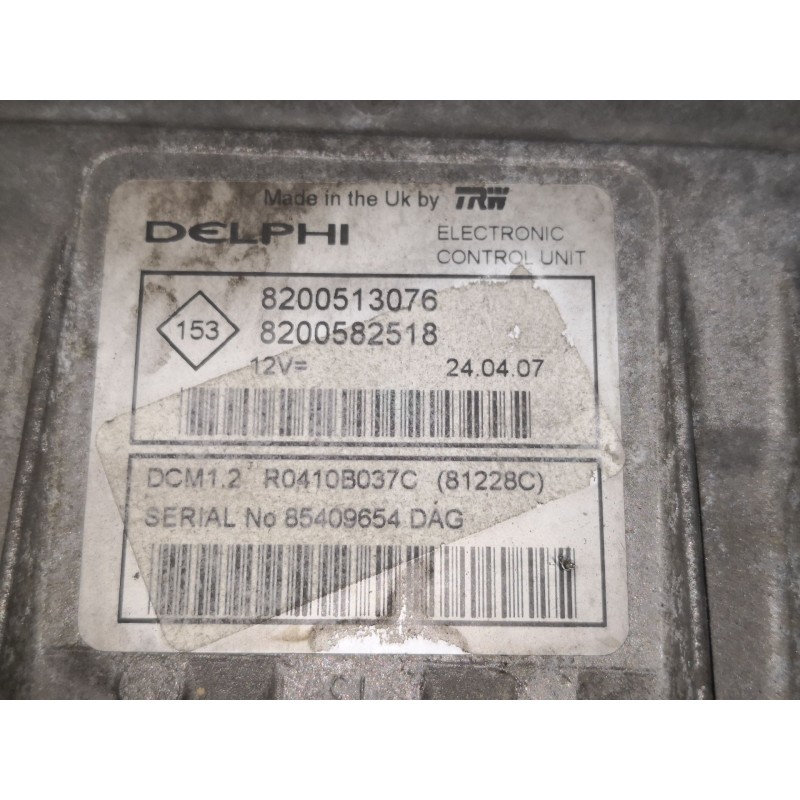 Made in the Uk by TRW
DELPHI
ELECTRONIC
CONTROL UNIT
153
8200513076
8200582518
12V=
24.04.07
DCM1.2 R0410B037C (81228C)
SERIAL No 85409654 DAG